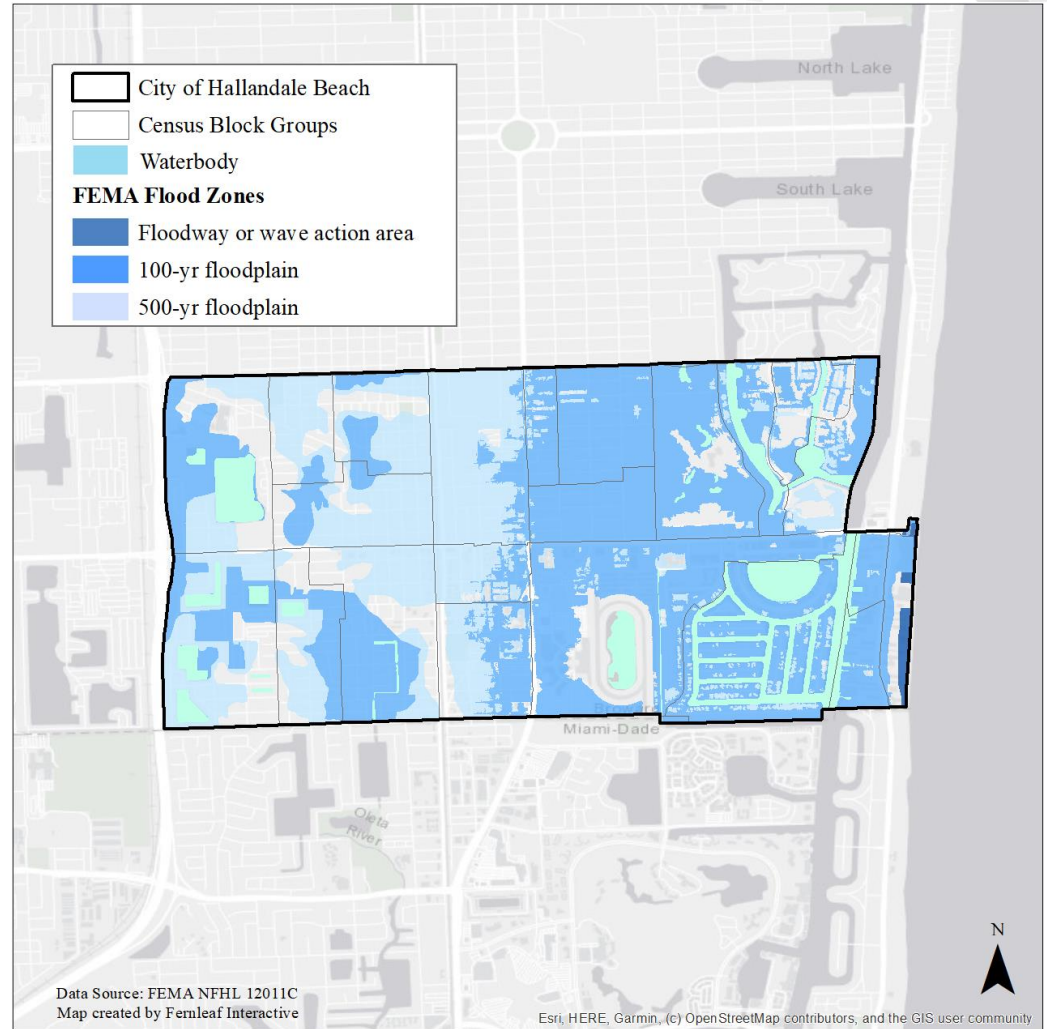 North Lake
South Lake
City of Hallandale Beach
Census Block Groups
Waterbody
FEMA Flood Zones
Floodway or wave action area
100-yr floodplain
500-yr floodplain
Miami-Dade
Oleta
River
N
Data Source: FEMA NFHL 12011C
Map created by Fernleaf Interactive
Esri, HERE, Garmin, (c) OpenStreetMap contributors, and the GIS user community